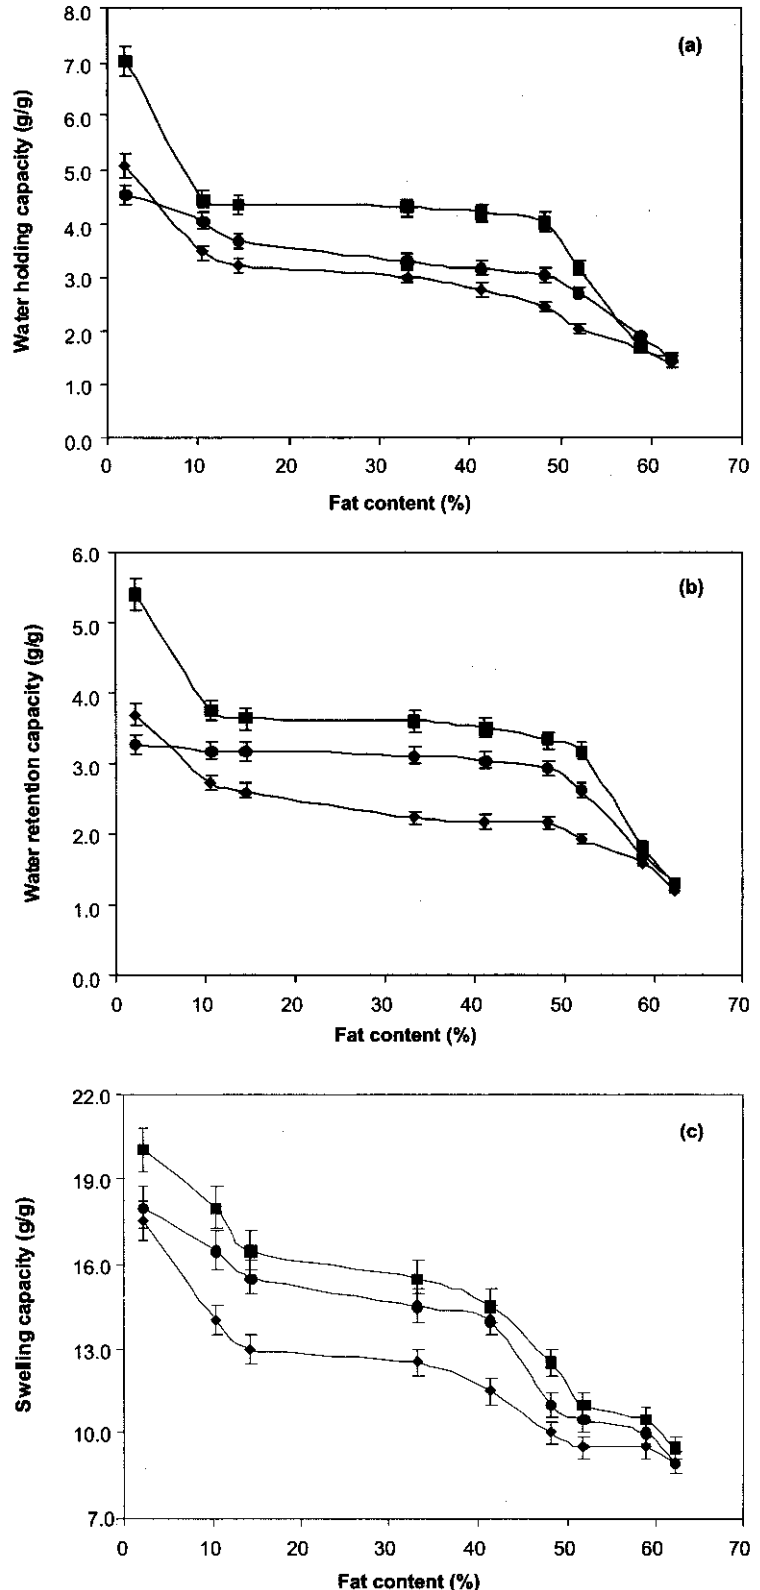 (a)
Water holding capacity (g/g)
8.0
7.0
6.0
5.0
4.0
3.0
2.0
1.0
0.0
0 10 20 30 40 50 60 70
Fat content (%)
(b)
Water retention capacity (g/g)
6.0
5.0
4.0
3.0
2.0
1.0
0.0
0 10 20 30 40 50 60 70
Fat content (%)
(c)
Swelling capacity (g/g)
22.0
19.0
16.0
13.0
10.0
7.0
0 10 20 30 40 50 60 70
Fat content (%)